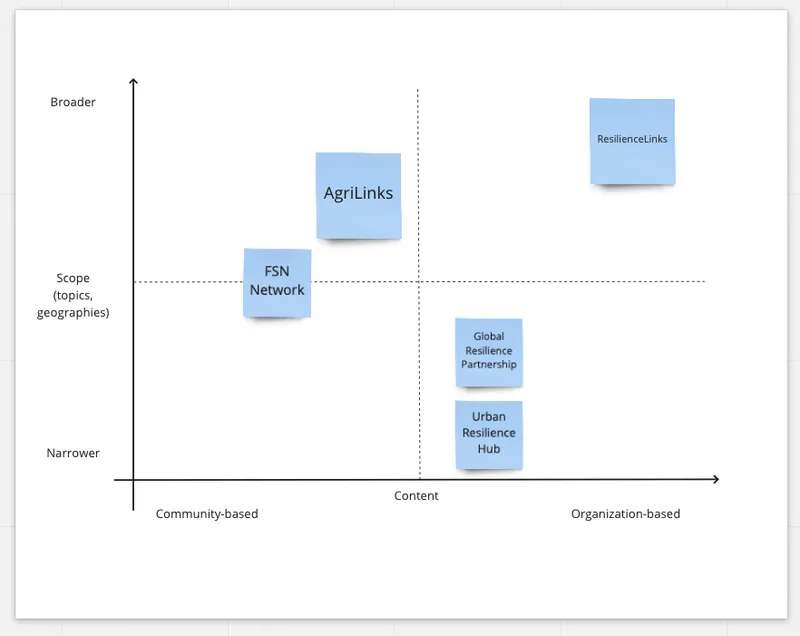 Broader
ResilienceLinks
AgriLinks
FSN
Network
Scope
(topics,
geographies)
Global
Resilience
Partnership
Urban
Resilience
Hub
Narrower
Content
Community-based
Organization-based